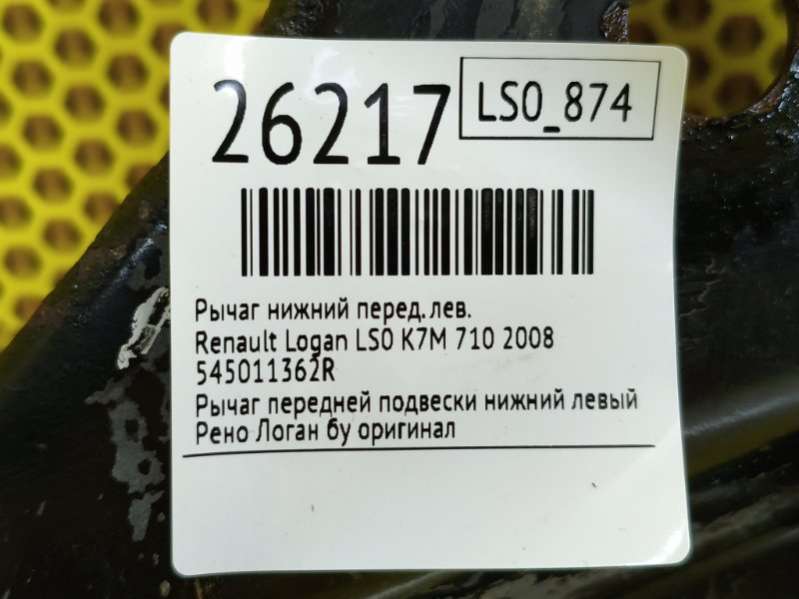 26217
LS0_874
Рычаг нижний перед. лев.
Renault Logan LS0 K7M 710 2008
545011362R
Рычаг передней подвески нижний левый
Рено Логан бу оригинал